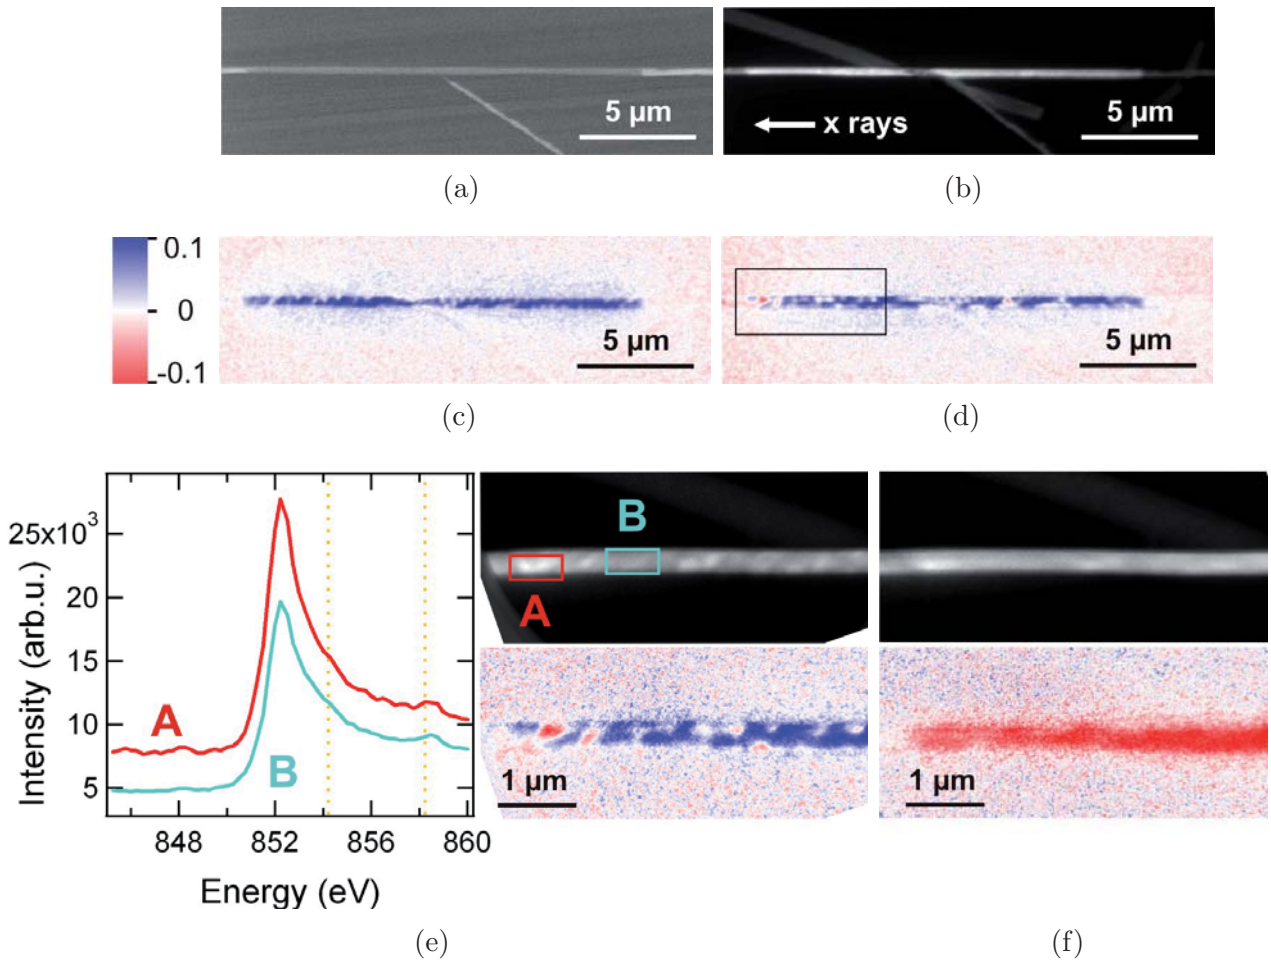 5 µm
5 µm
x rays
(a)
(b)
0.1
0
-0.1
5 µm
5 µm
(c)
(d)
25x10³
20
15
10
5
Intensity (arb.u.)
A
B
848
852
856
860
Energy (eV)
B
A
1 µm
1 µm
(e)
(f)